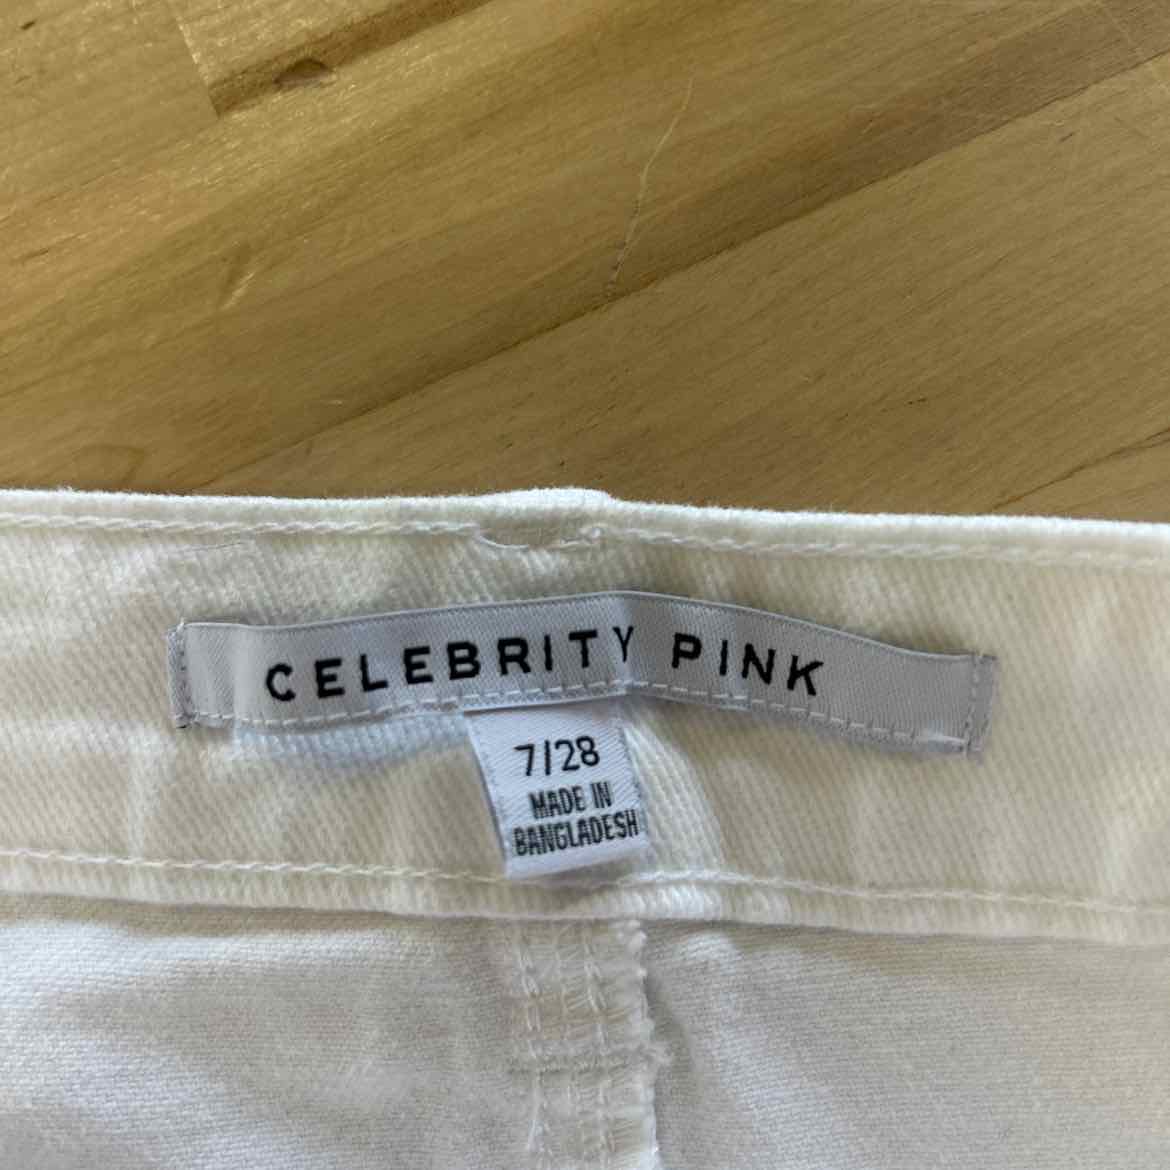 CELEBRITY PINK
7/28
MADE IN
BANGLADESH